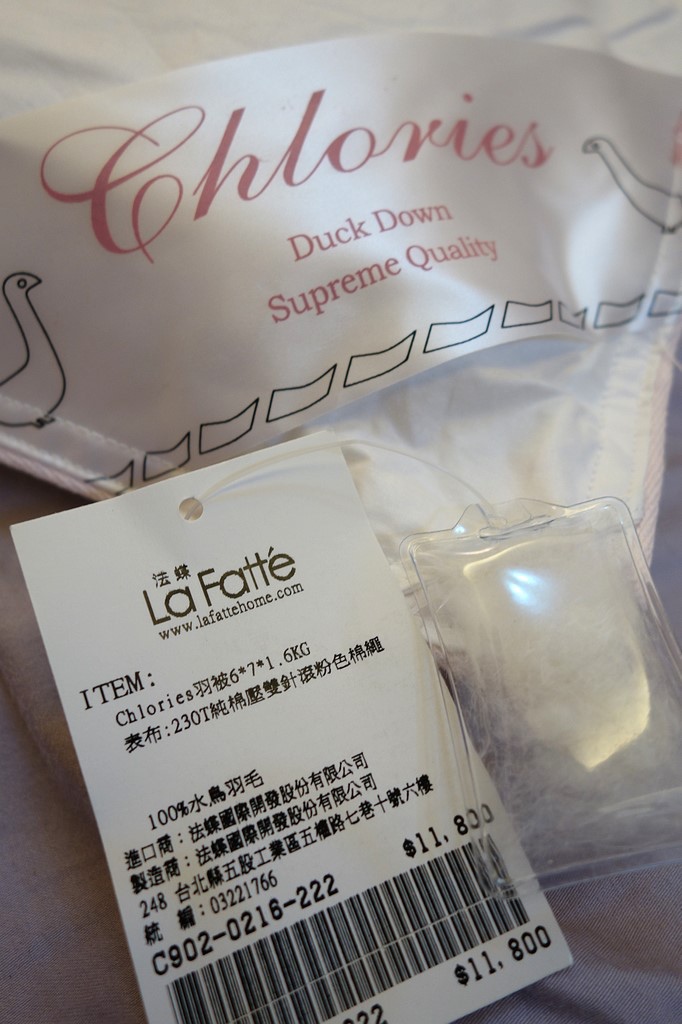 Chlories
Duck Down
Supreme Quality
法蝶
La Fatté
www.lafattehome.com
ITEM:
Chlories羽被6*7*1.6KG
表布:230T純棉壓雙針滾粉色棉繩
100%水鳥羽毛
進口商：法蝶國際開發股份有限公司
製造商：法蝶國際開發股份有限公司
248 台北縣五股工業區五權路七巷十號六樓
統 編：03221766
$11,800
C902-0216-222
$11,800